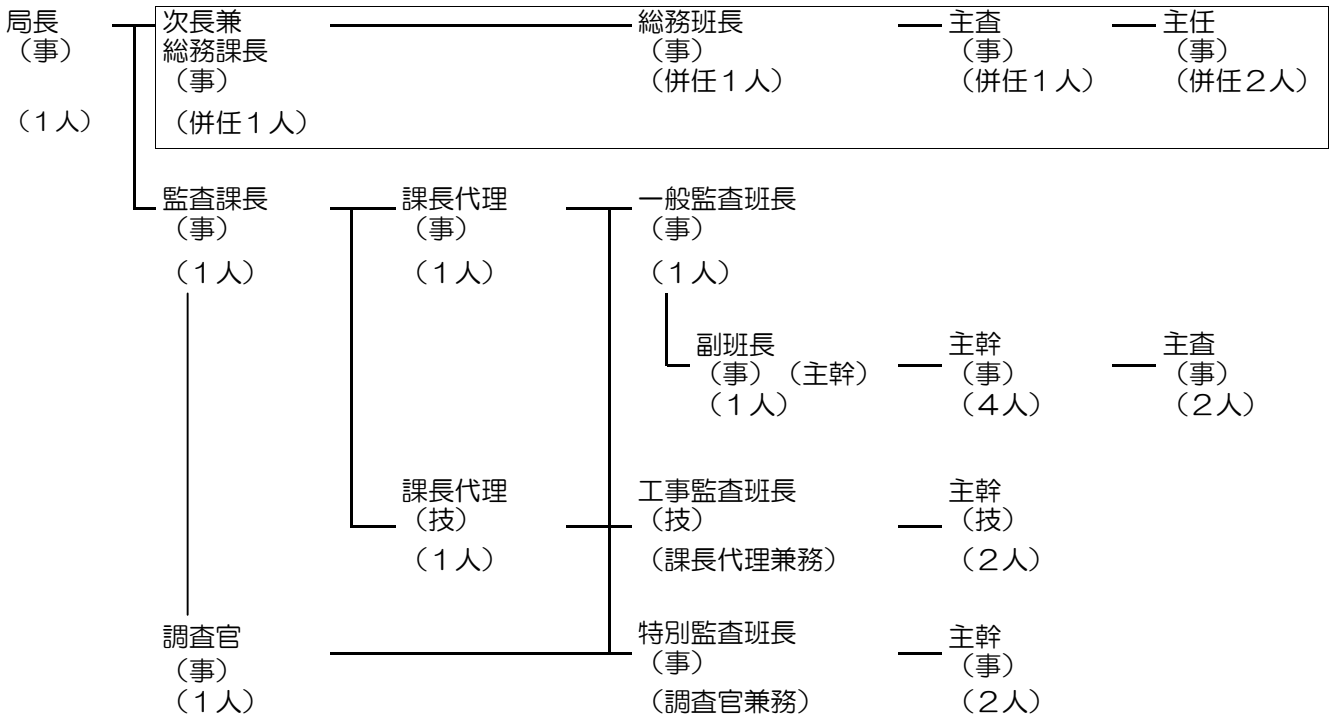 局長 次長兼 総務班長 主査 主任
（事） 総務課長 （事） （事） （事）
（事） （併任１人） （併任１人） （併任２人）
（１人） （併任１人）
監査課長 課長代理 一般監査班長
（事） （事） （事）
（１人） （１人） （１人）
副班長 主幹 主査
（事）（主幹） （事） （事）
（１人） （４人） （２人）
課長代理 工事監査班長 主幹
（技） （技） （技）
（１人） （課長代理兼務） （２人）
調査官 特別監査班長 主幹
（事） （事） （事）
（１人） （調査官兼務） （２人）